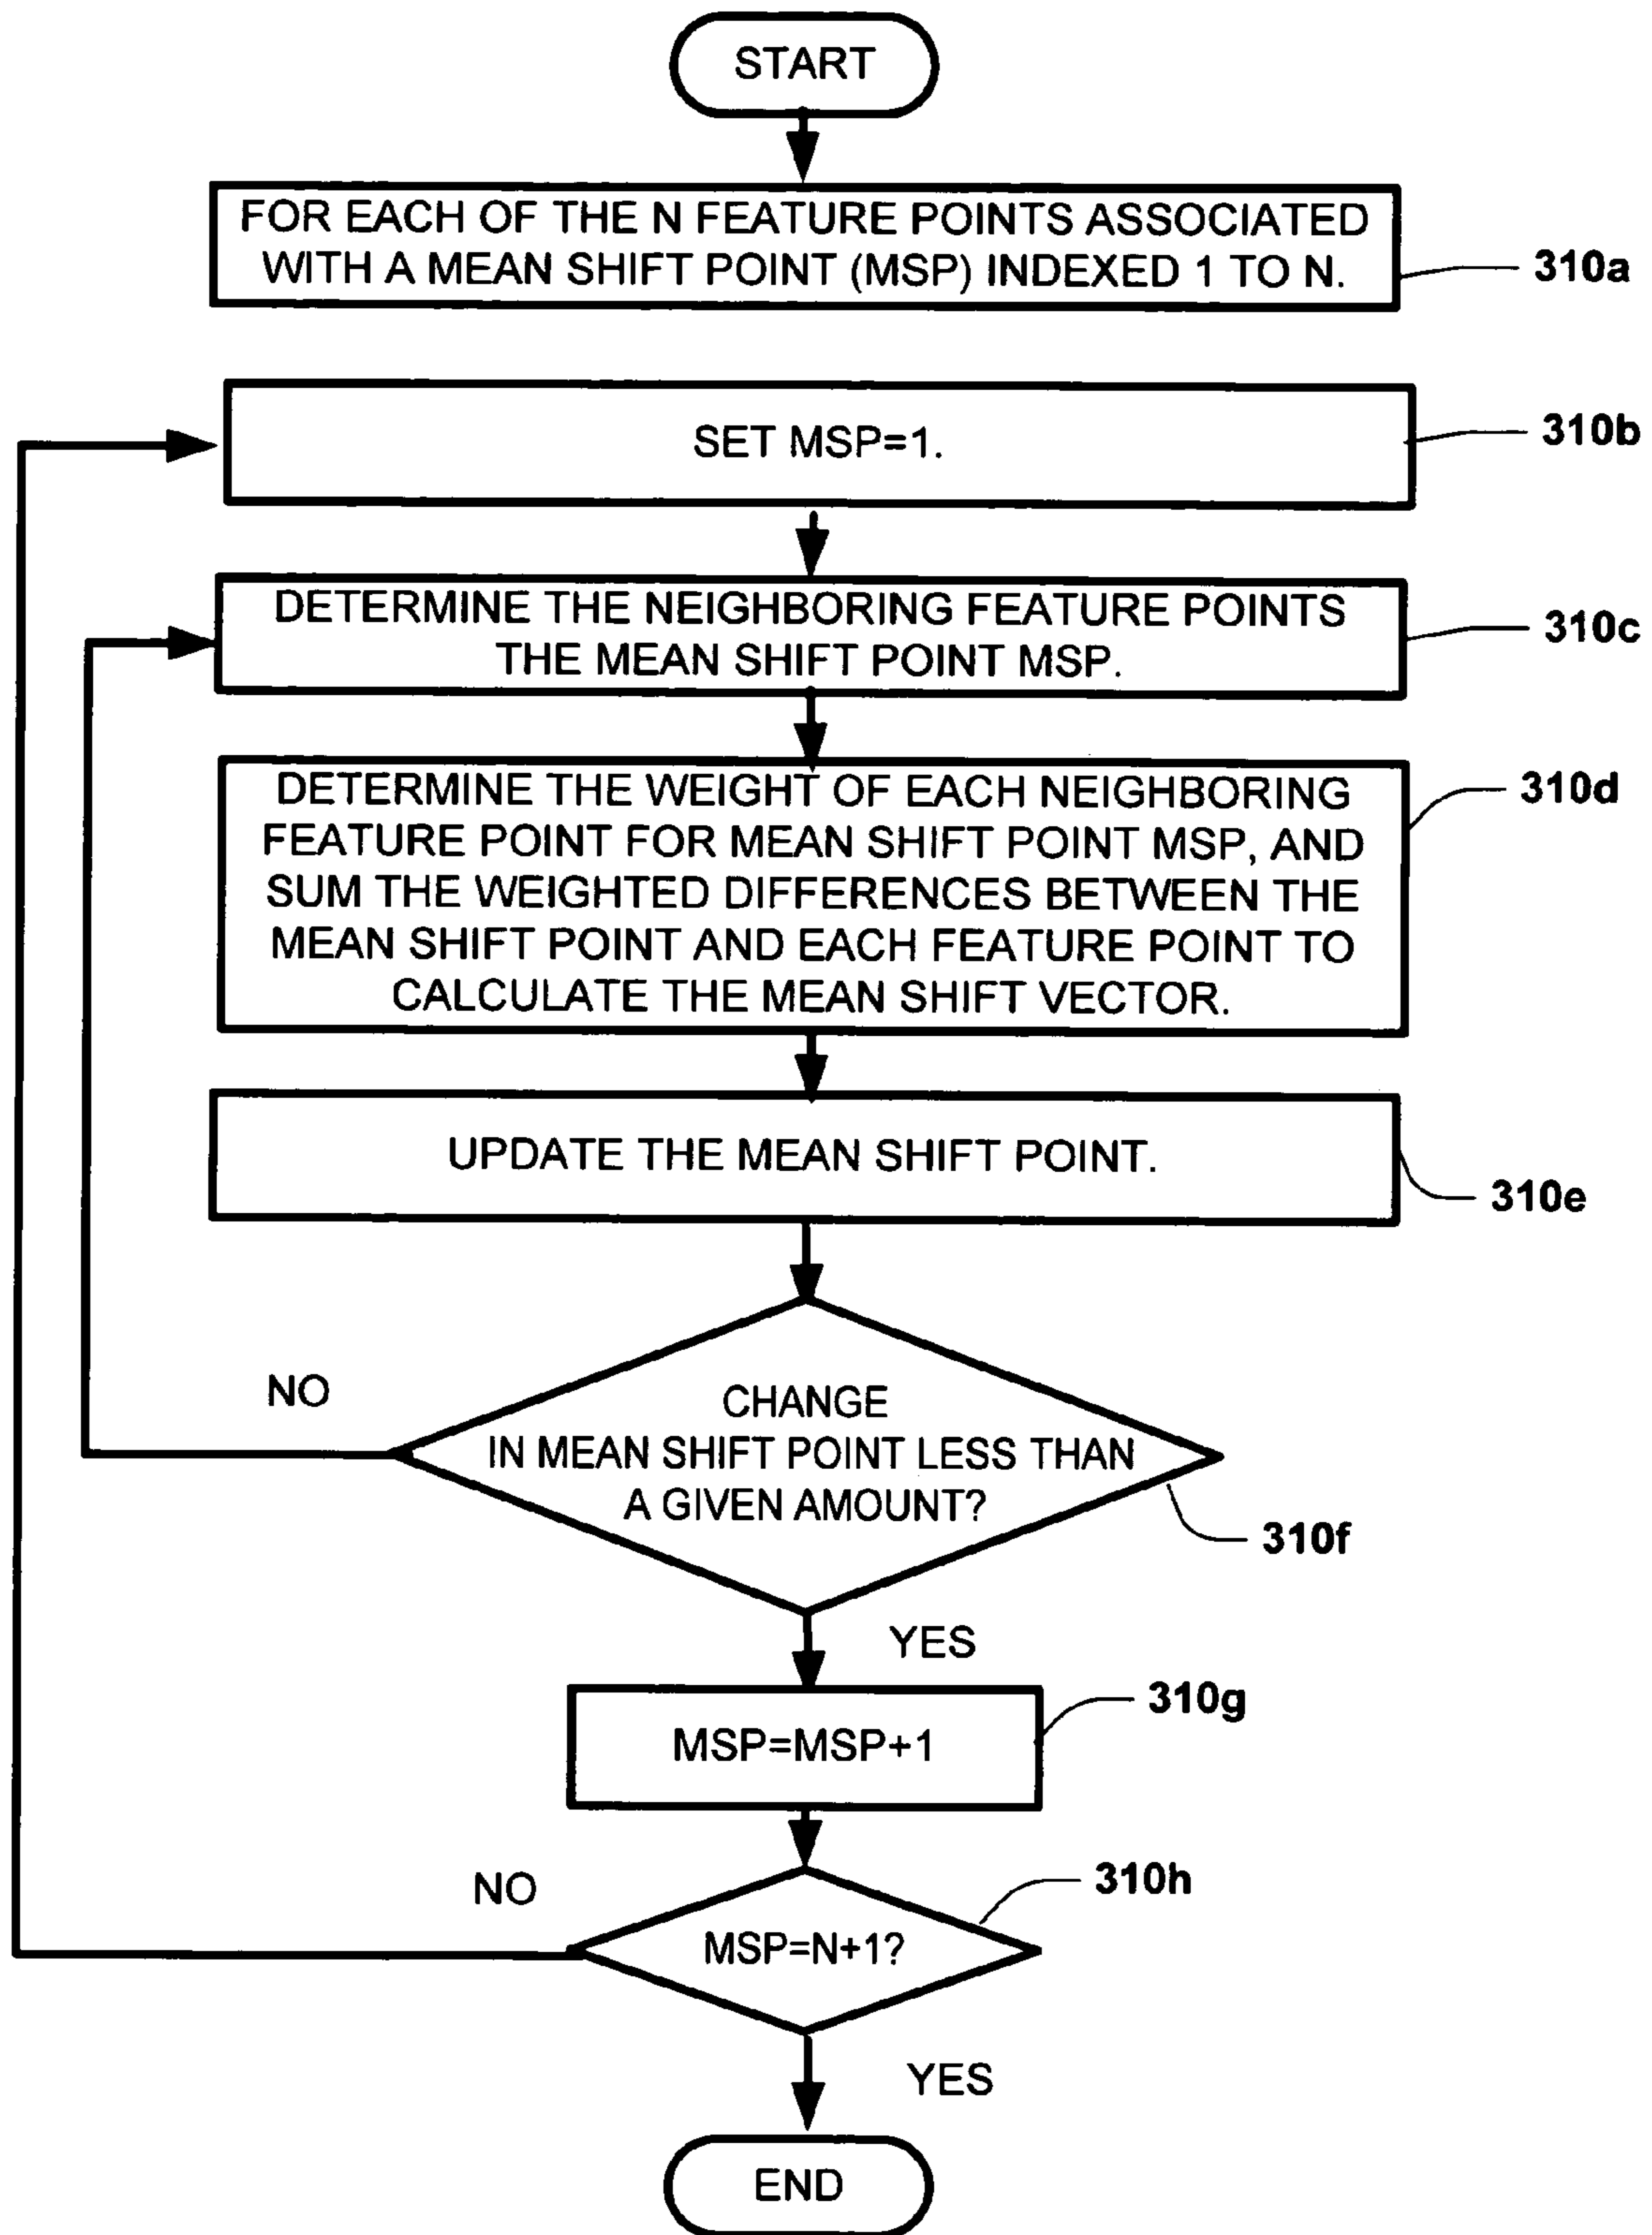 START
FOR EACH OF THE N FEATURE POINTS ASSOCIATED
WITH A MEAN SHIFT POINT (MSP) INDEXED 1 TO N.
310a
SET MSP=1.
310b
DETERMINE THE NEIGHBORING FEATURE POINTS
THE MEAN SHIFT POINT MSP.
310c
DETERMINE THE WEIGHT OF EACH NEIGHBORING
FEATURE POINT FOR MEAN SHIFT POINT MSP, AND
SUM THE WEIGHTED DIFFERENCES BETWEEN THE
MEAN SHIFT POINT AND EACH FEATURE POINT TO
CALCULATE THE MEAN SHIFT VECTOR.
310d
UPDATE THE MEAN SHIFT POINT.
310e
NO
CHANGE
IN MEAN SHIFT POINT LESS THAN
A GIVEN AMOUNT?
310f
YES
MSP=MSP+1
310g
NO
MSP=N+1?
310h
YES
END